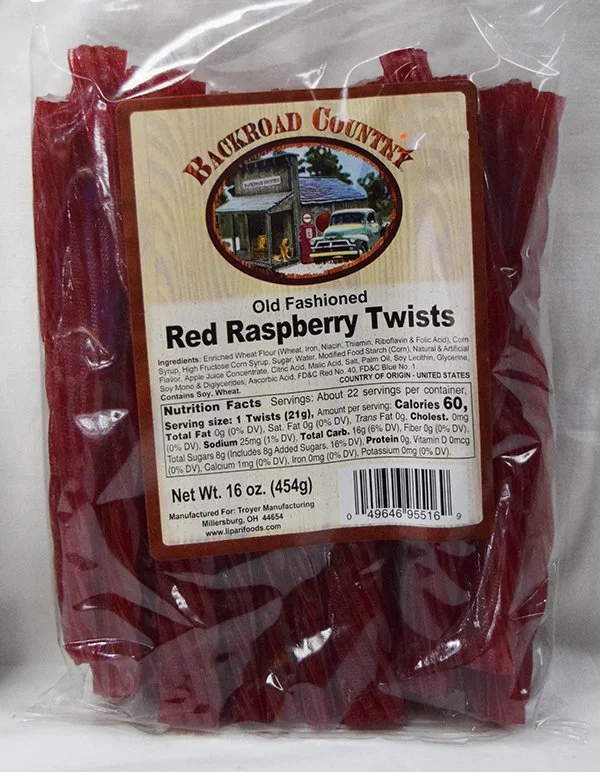 BACKROAD COUNTRY
BACKROAD COUNTRY
Old Fashioned
Red Raspberry Twists
Ingredients: Enriched Wheat Flour (Wheat, Iron, Niacin, Thiamin, Riboflavin & Folic Acid), Corn
Syrup, High Fructose Corn Syrup, Sugar, Water, Modified Food Starch (Corn), Natural & Artificial
Flavor, Apple Juice Concentrate, Citric Acid, Malic Acid, Salt, Palm Oil, Soy Lecithin, Glycerine,
Soy Mono & Diglycerides, Ascorbic Acid, FD&C Red No. 40, FD&C Blue No. 1.
Contains Soy, Wheat.
COUNTRY OF ORIGIN - UNITED STATES
Nutrition Facts Servings: About 22 servings per container,
Serving size: 1 Twists (21g), Amount per serving: Calories 60,
Total Fat 0g (0% DV), Sat. Fat 0g (0% DV), Trans Fat 0g, Cholest. 0mg
(0% DV), Sodium 25mg (1% DV), Total Carb. 16g (6% DV), Fiber 0g (0% DV),
Total Sugars 8g (Includes 8g Added Sugars, 16% DV), Protein 0g, Vitamin D 0mcg
(0% DV), Calcium 1mg (0% DV), Iron 0mg (0% DV), Potassium 0mg (0% DV).
Net Wt. 16 oz. (454g)
Manufactured For: Troyer Manufacturing
Millersburg, OH 44654
www.liparifoods.com
0 49646 95516 9